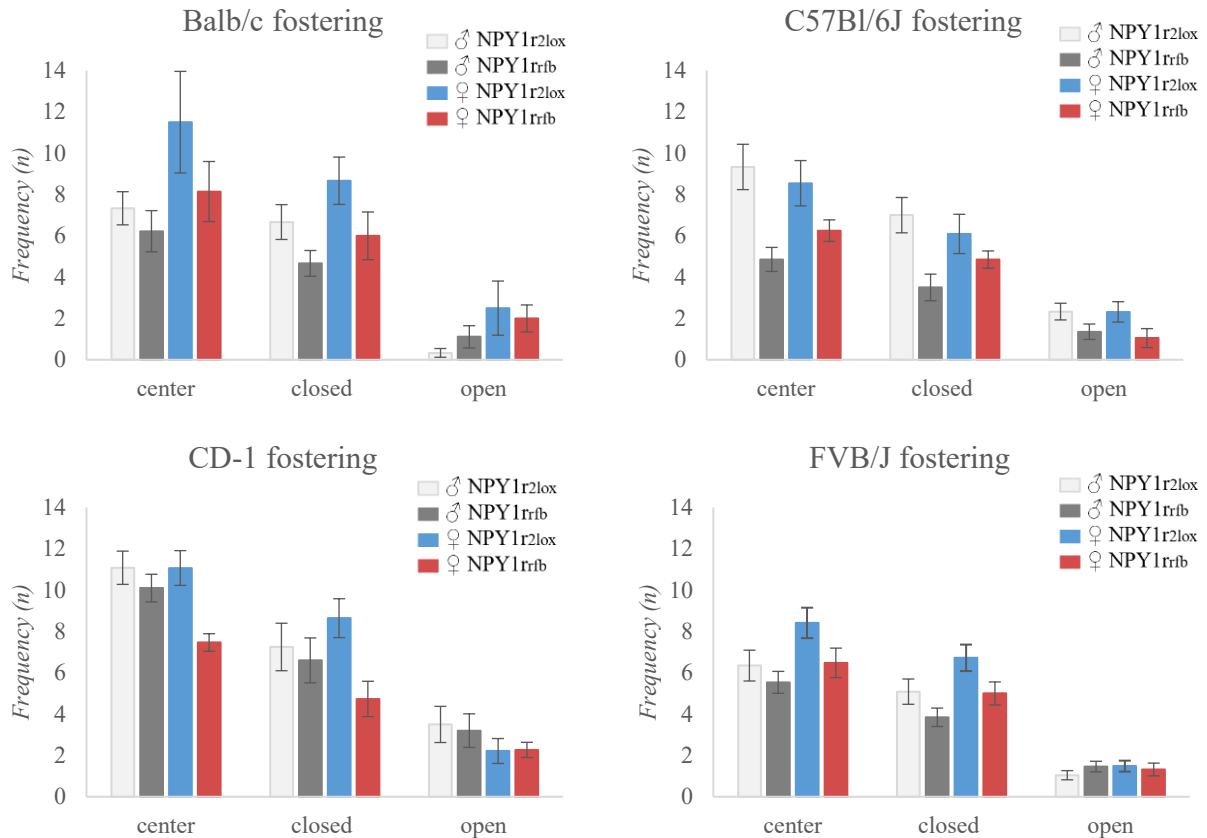 Balb/c fostering
♂ NPY1r2lox
♂ NPY1rrfb
♀ NPY1r2lox
♀ NPY1rrfb
Frequency (n)
14
12
10
8
6
4
2
0
center closed open
C57Bl/6J fostering
♂ NPY1r2lox
♂ NPY1rrfb
♀ NPY1r2lox
♀ NPY1rrfb
Frequency (n)
14
12
10
8
6
4
2
0
center closed open
CD-1 fostering
♂ NPY1r2lox
♂ NPY1rrfb
♀ NPY1r2lox
♀ NPY1rrfb
Frequency (n)
14
12
10
8
6
4
2
0
center closed open
FVB/J fostering
♂ NPY1r2lox
♂ NPY1rrfb
♀ NPY1r2lox
♀ NPY1rrfb
Frequency (n)
14
12
10
8
6
4
2
0
center closed open